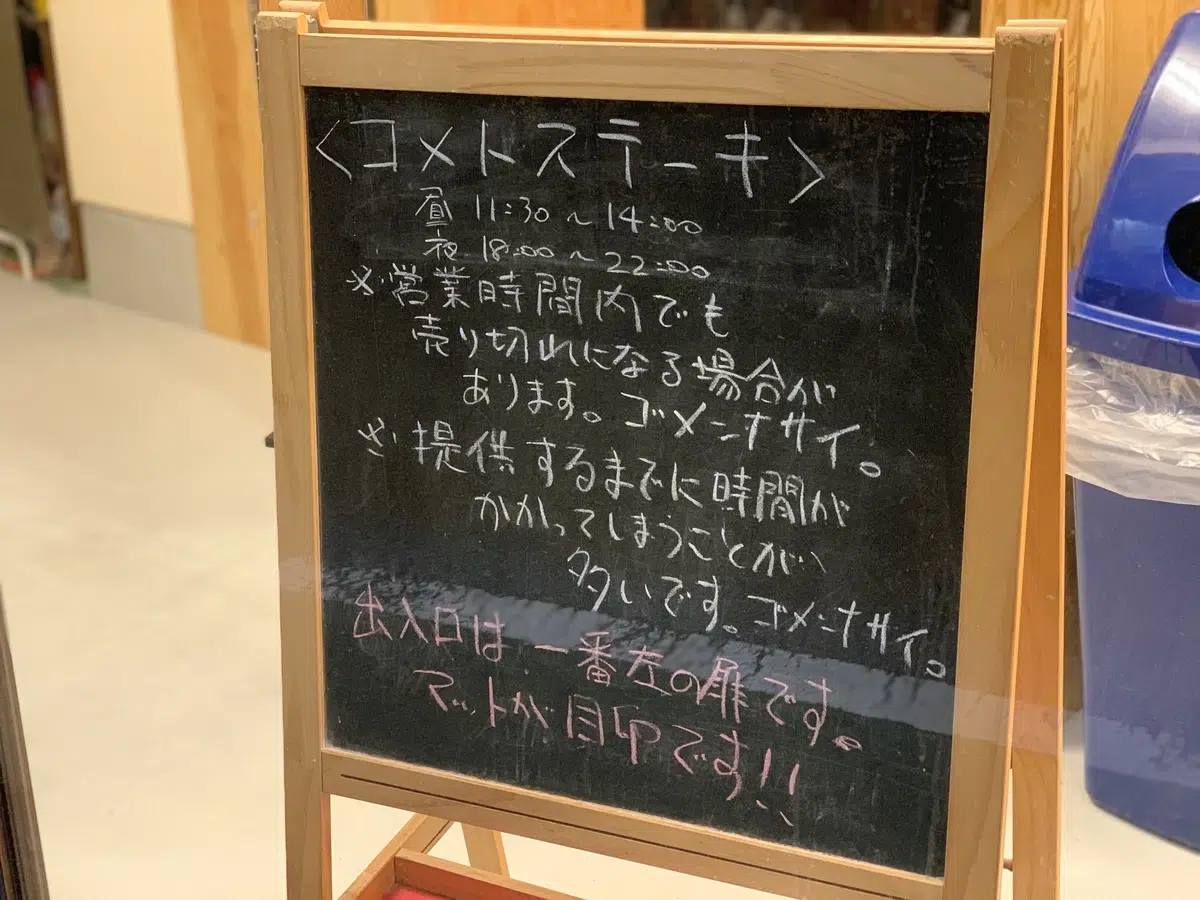 〈コメトステーキ〉
昼 11:30~14:00
夜 18:00~22:00
※営業時間内でも
売り切れになる場合が
あります。ゴメンナサイ。
※提供するまでに時間が
かかってしまうことが
多いです。ゴメンナサイ。
出入口は一番左の扉です。
マットが目印です!!